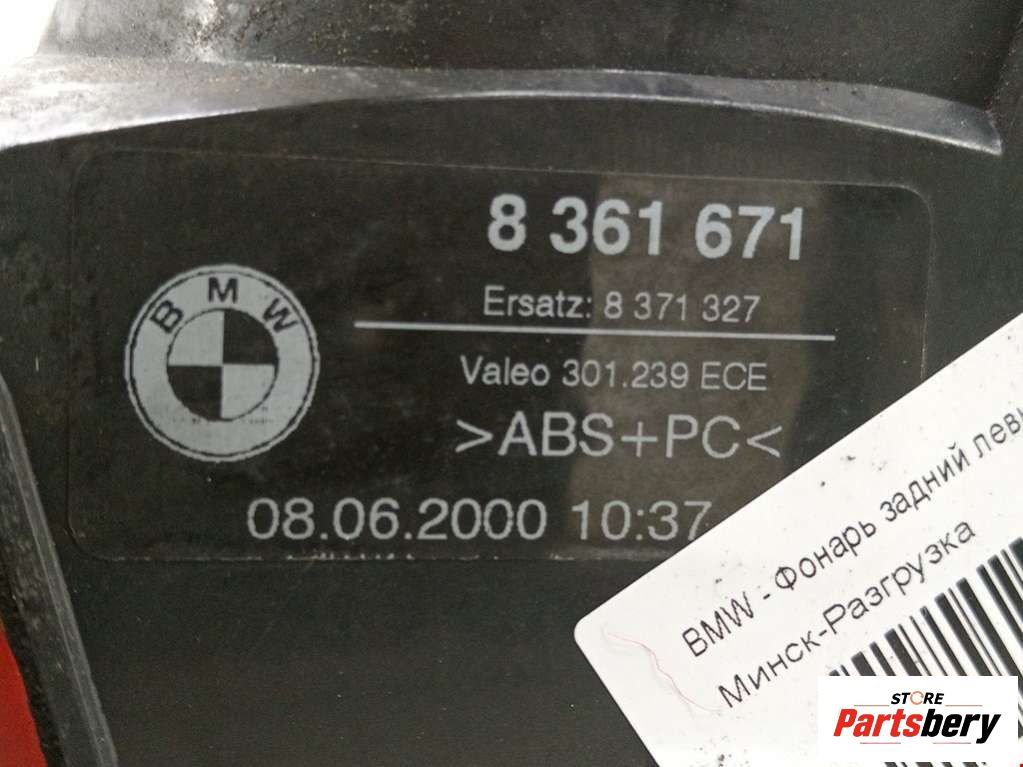 8 361 671
Ersatz: 8 371 327
BMW
Valeo 301.239 ECE
>ABS+PC<
08.06.2000 10:37
BMW - Фонарь задний
Минск-Разгрузка
STORE
Partsbery